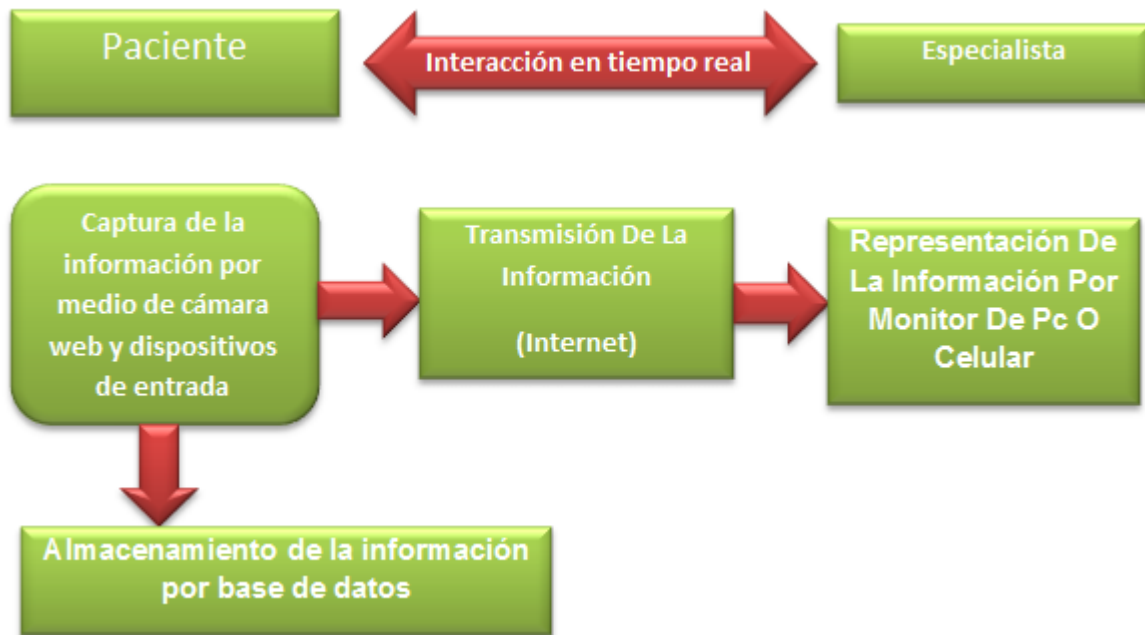 Paciente
Interacción en tiempo real
Especialista
Captura de la
información por
medio de cámara
web y dispositivos
de entrada
Transmisión De La
Información
(Internet)
Representación De
La Información Por
Monitor De Pc O
Celular
Almacenamiento de la información
por base de datos